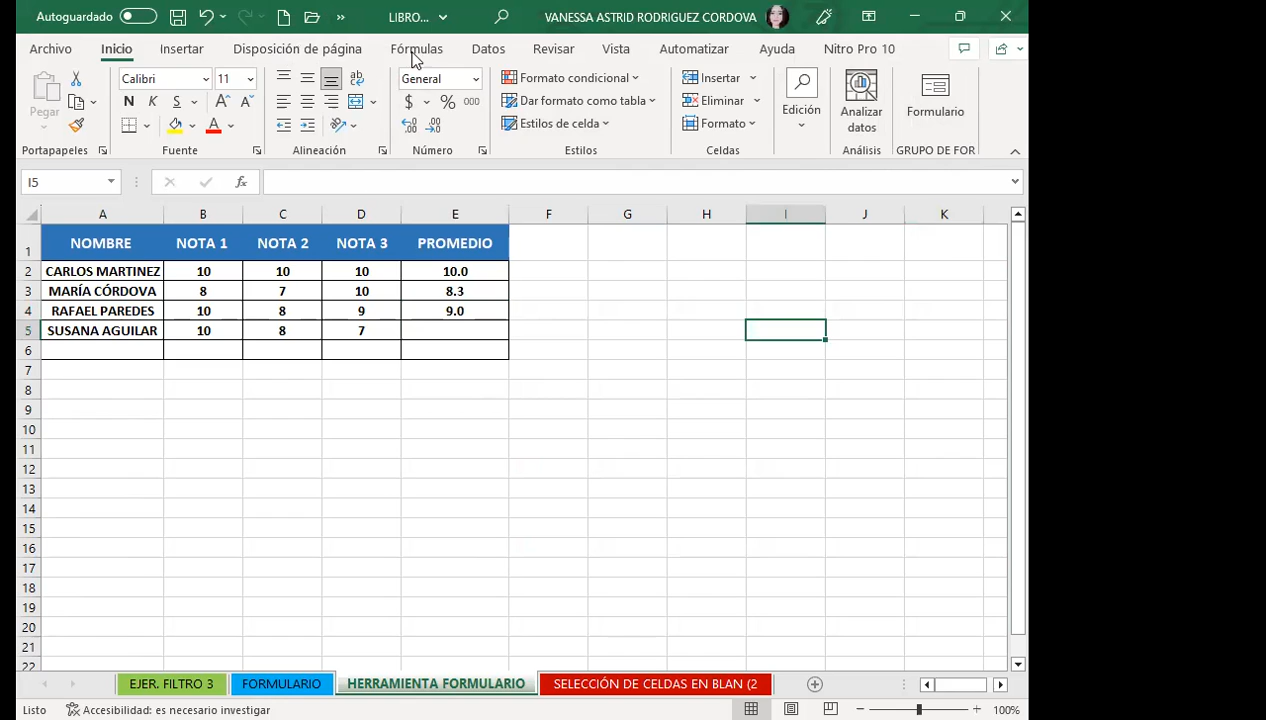 Autoguardado LIBRO... VANESSA ASTRID RODRIGUEZ CORDOVA
Archivo Inicio Insertar Disposición de página Fórmulas Datos Revisar Vista Automatizar Ayuda Nitro Pro 10
Pegar Calibri 11 General Formato condicional Insertar Edición Analizar datos Formulario
N K S $ % 000 Dar formato como tabla Eliminar
A A Estilos de celda Formato
Portapapeles Fuente Alineación Número Estilos Celdas Análisis GRUPO DE FOR
I5 fx
A B C D E F G H I J K
1 NOMBRE NOTA 1 NOTA 2 NOTA 3 PROMEDIO
2 CARLOS MARTINEZ 10 10 10 10.0
3 MARÍA CÓRDOVA 8 7 10 8.3
4 RAFAEL PAREDES 10 8 9 9.0
5 SUSANA AGUILAR 10 8 7
6
7
8
9
10
11
12
13
14
15
16
17
18
19
20
21
22
EJER. FILTRO 3 FORMULARIO HERRAMIENTA FORMULARIO SELECCIÓN DE CELDAS EN BLAN (2
Listo Accesibilidad: es necesario investigar 100%